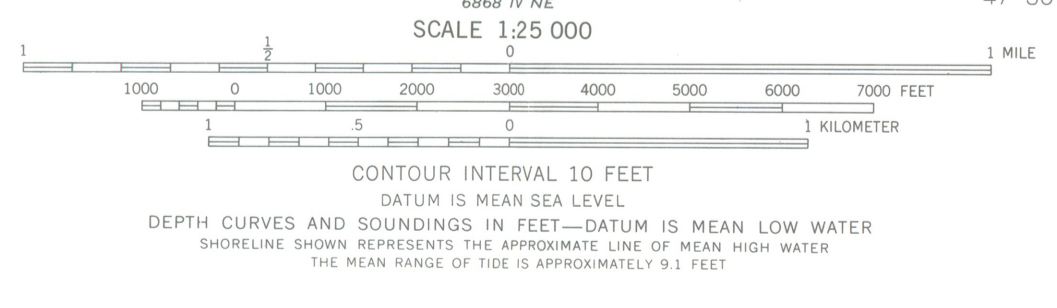 6868 IV NE
SCALE 1:25 000
1 1/2 0 1 MILE
1000 0 1000 2000 3000 4000 5000 6000 7000 FEET
1 .5 0 1 KILOMETER
CONTOUR INTERVAL 10 FEET
DATUM IS MEAN SEA LEVEL
DEPTH CURVES AND SOUNDINGS IN FEET—DATUM IS MEAN LOW WATER
SHORELINE SHOWN REPRESENTS THE APPROXIMATE LINE OF MEAN HIGH WATER
THE MEAN RANGE OF TIDE IS APPROXIMATELY 9.1 FEET